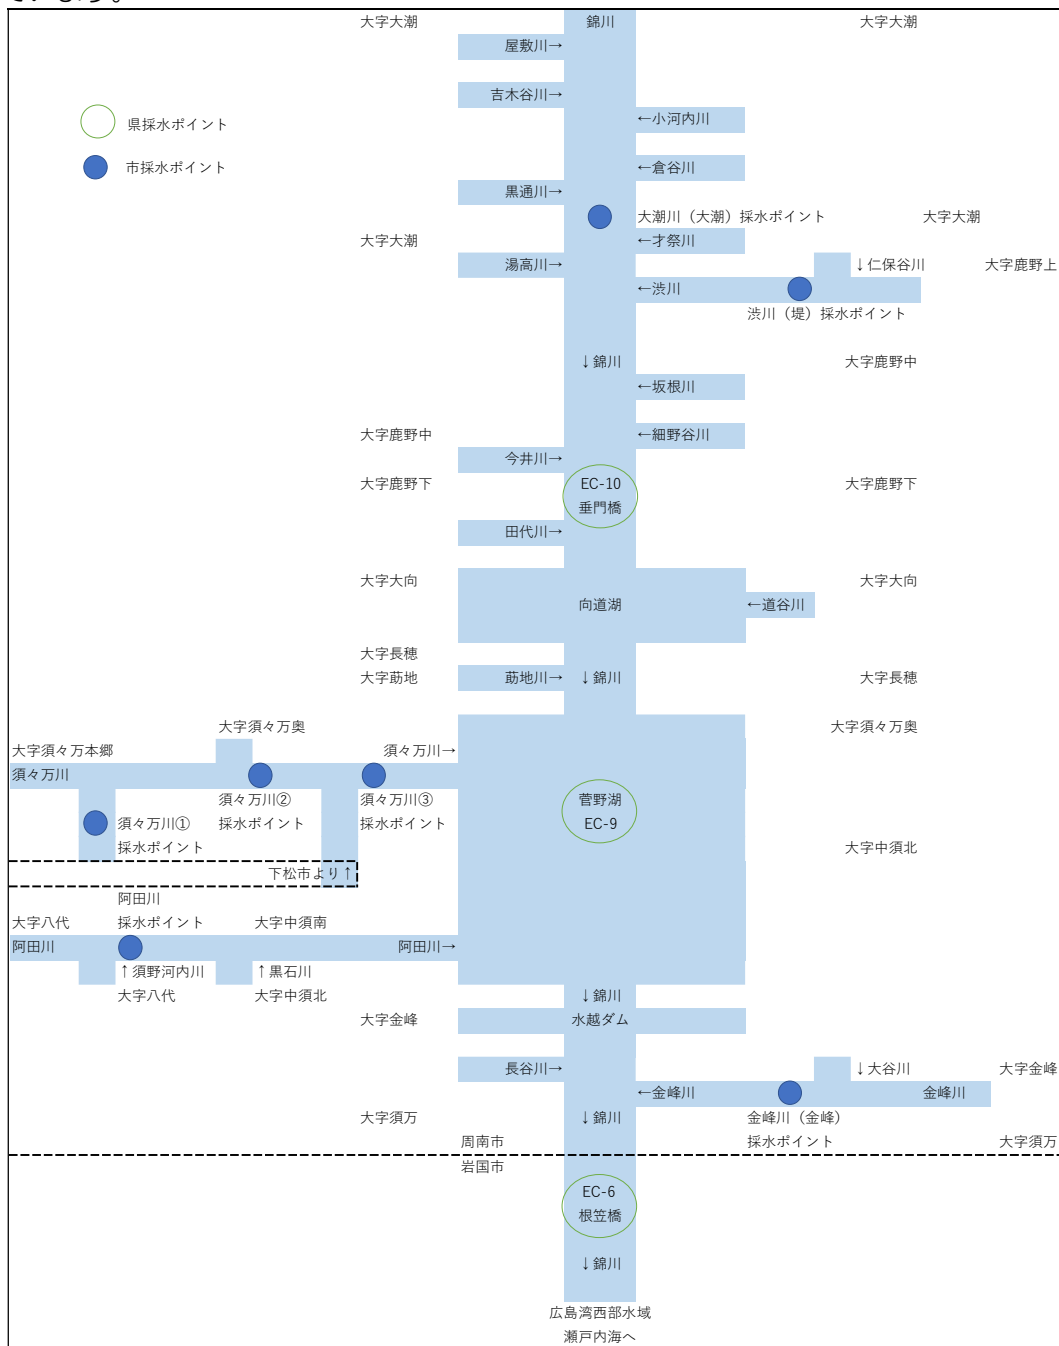 大字大潮
錦川
大字大潮
屋敷川→
吉木谷川→
←小河内川
県採水ポイント
市採水ポイント
←倉谷川
黒通川→
大潮川（大潮）採水ポイント
大字大潮
大字大潮
←才祭川
湯高川→
↓仁保谷川
大字鹿野上
←渋川
渋川（堤）採水ポイント
↓錦川
大字鹿野中
←坂根川
大字鹿野中
←細野谷川
今井川→
大字鹿野下
EC-10
垂門橋
大字鹿野下
田代川→
大字大向
大字大向
向道湖
←道谷川
大字長穂
大字莇地
莇地川→
↓錦川
大字長穂
大字須々万奥
大字須々万奥
大字須々万本郷
須々万川→
須々万川
須々万川②
採水ポイント
須々万川③
採水ポイント
菅野湖
EC-9
須々万川①
採水ポイント
大字中須北
下松市より↑
阿田川
採水ポイント
大字八代
大字中須南
阿田川
阿田川→
↑須野河内川
大字八代
↑黒石川
大字中須北
↓錦川
大字金峰
水越ダム
長谷川→
↓大谷川
大字金峰
←金峰川
金峰川
大字須万
↓錦川
金峰川（金峰）
採水ポイント
周南市
大字須万
岩国市
EC-6
根笠橋
↓錦川
広島湾西部水域
瀬戸内海へ